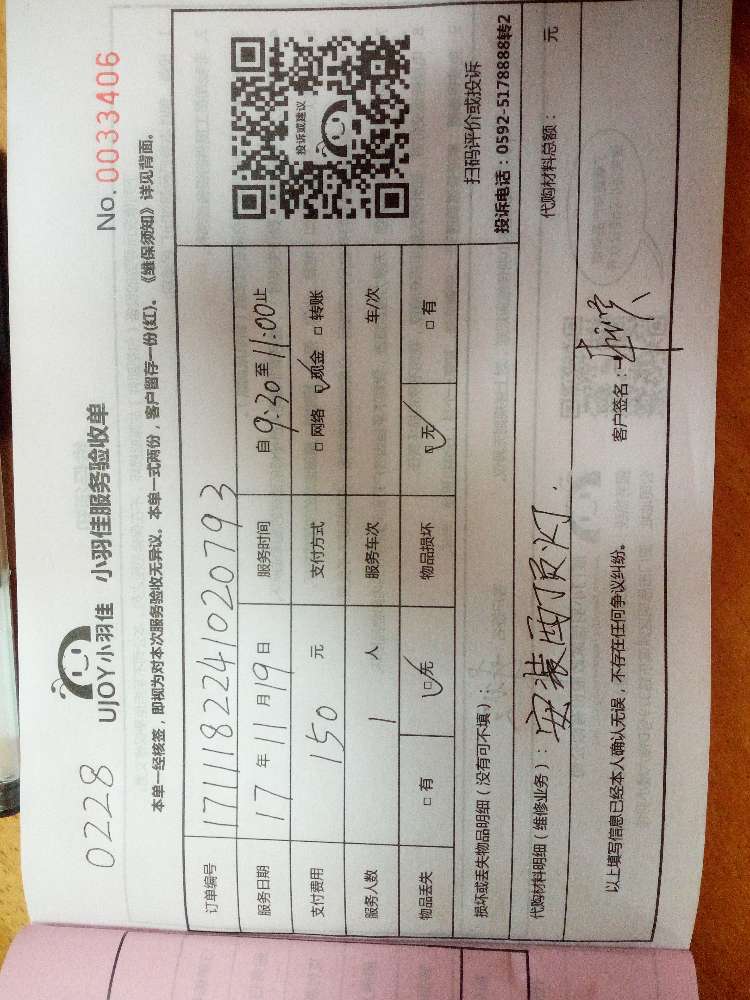 0228
UJOY小羽佳 小羽佳服务验收单 No.0033406
本单一经核签，即视为对本次服务验收无异议。本单一式两份，客户留存一份(红)。《维保须知》详见背面。
订单编号 171118224102079 3
服务日期 17 年 11 月 19 日 服务时间 自 9:30 至 11:00 止
支付费用 150 元 支付方式 □ 网络 □ 现金 □ 转账
服务人数 1 人 服务车次 车/次
物品丢失 □ 有 □ 无 物品损坏 □ 无 □ 有
投诉或建议
扫码评价或投诉
投诉电话：0592-5178888转2
损坏或丢失物品明细（没有可不填）：
代购材料明细（维修业务）： 安装两顶灯. 代购材料总额： 元
以上填写信息已经本人确认无误，不存在任何争议纠纷。 客户签名：